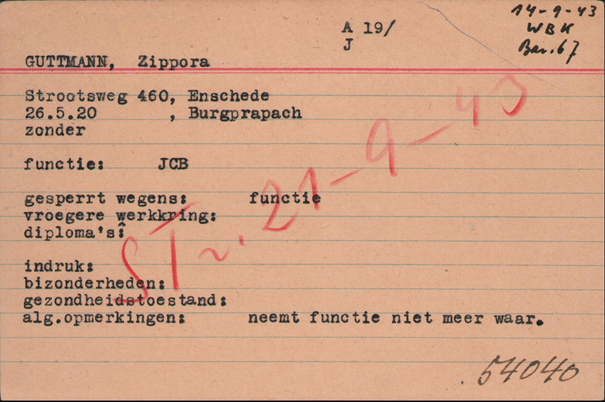 14-9-43
WBK
Bar. 67
A 19/
J
GUTTMANN, Zippora
Strootsweg 460, Enschede
26.5.20 , Burgprapach
zonder
functie: JCB
gesperrt wegens: functie
vroegere werkkring:
diploma's:
STr. 21-9-43
indruk:
bizonderheden:
gezondheidstoestand:
alg.opmerkingen: neemt functie niet meer waar.
54040